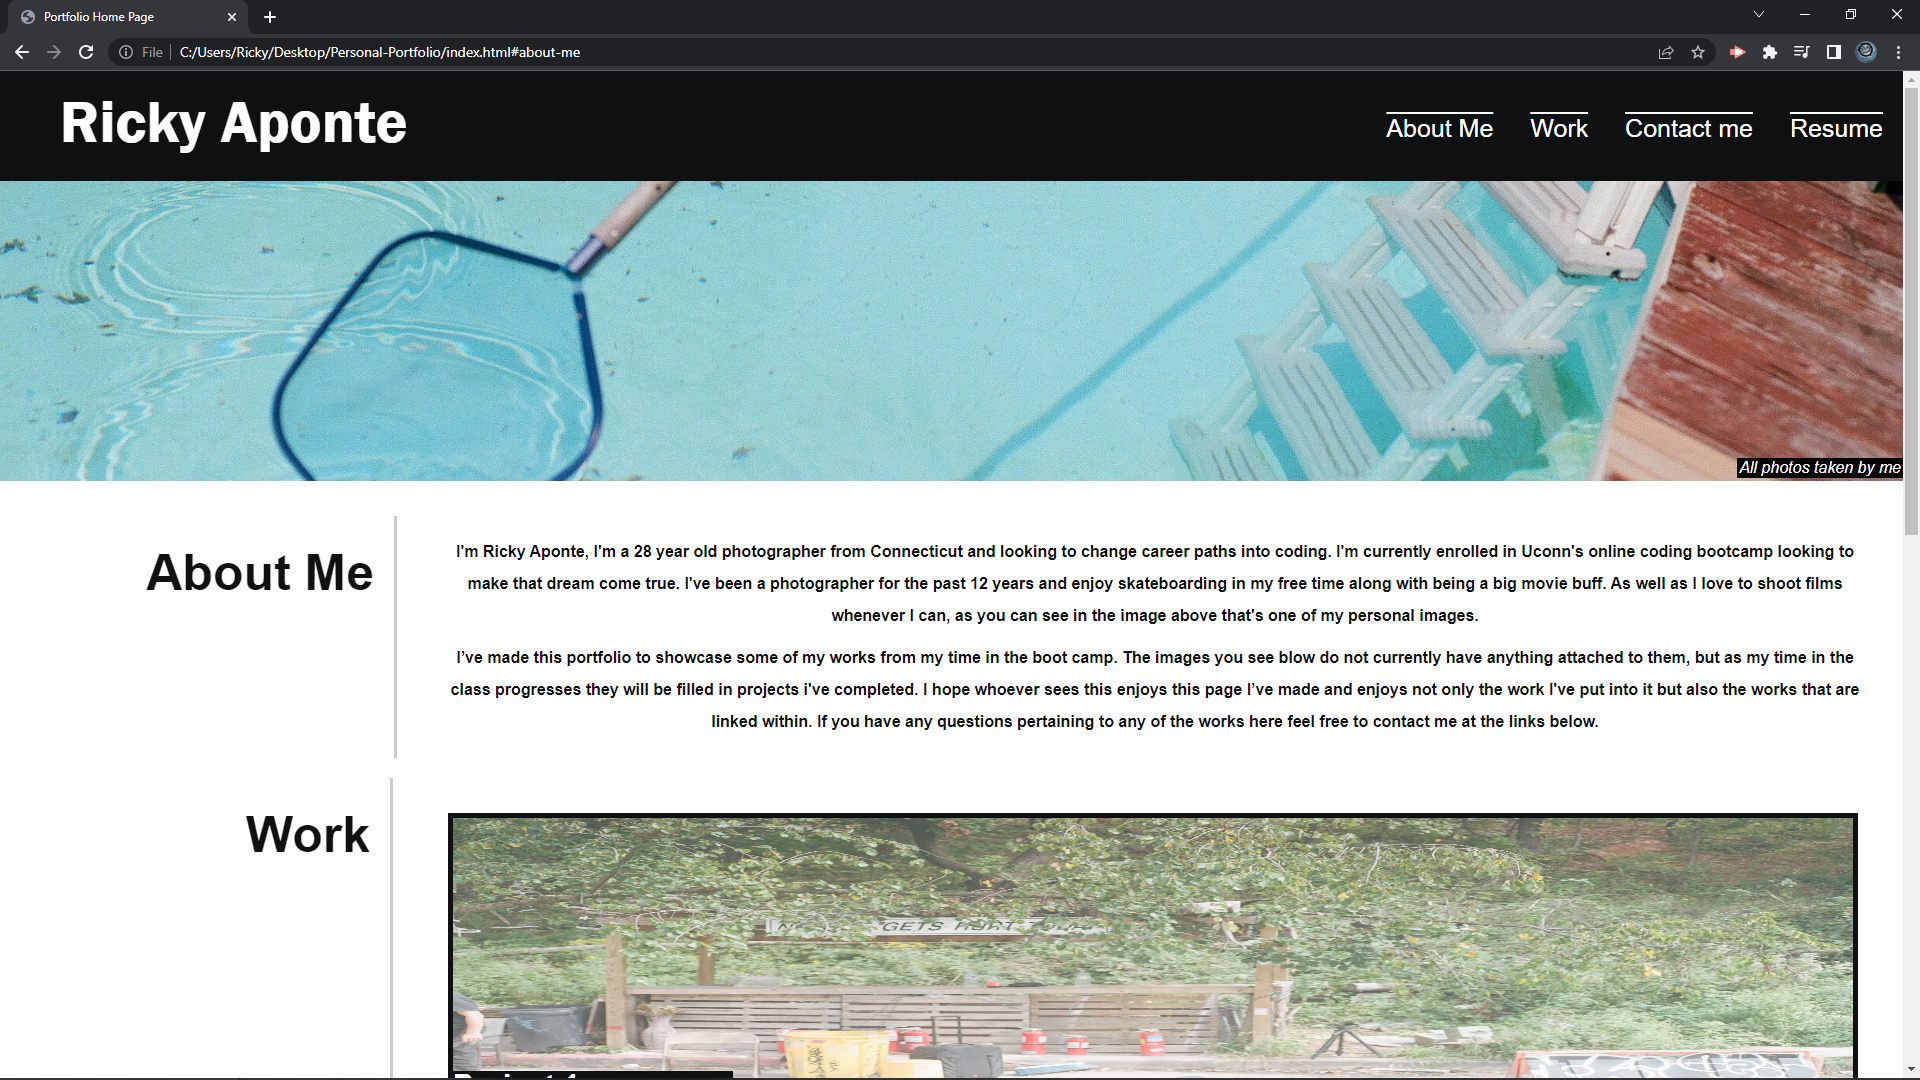 Portfolio Home Page
File C:/Users/Ricky/Desktop/Personal-Portfolio/index.html#about-me
Ricky Aponte
About Me Work Contact me Resume
All photos taken by me
About Me
I'm Ricky Aponte, I'm a 28 year old photographer from Connecticut and looking to change career paths into coding. I'm currently enrolled in Uconn's online coding bootcamp looking to
make that dream come true. I've been a photographer for the past 12 years and enjoy skateboarding in my free time along with being a big movie buff. As well as I love to shoot films
whenever I can, as you can see in the image above that's one of my personal images.
I’ve made this portfolio to showcase some of my works from my time in the boot camp. The images you see blow do not currently have anything attached to them, but as my time in the
class progresses they will be filled in projects i've completed. I hope whoever sees this enjoys this page I’ve made and enjoys not only the work I've put into it but also the works that are
linked within. If you have any questions pertaining to any of the works here feel free to contact me at the links below.
Work
GETS HURT